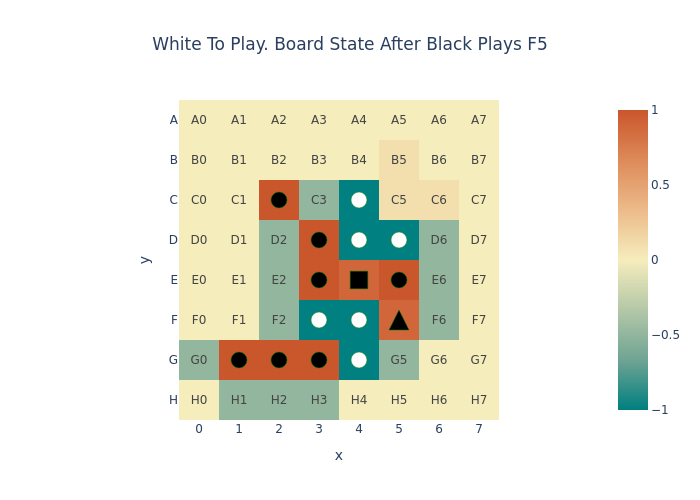 White To Play. Board State After Black Plays F5
A A0 A1 A2 A3 A4 A5 A6 A7
B B0 B1 B2 B3 B4 B5 B6 B7
C C0 C1 C3 C5 C6 C7
D D0 D1 D2 D6 D7
E E0 E1 E2 E6 E7
F F0 F1 F2 F6 F7
G G0 G5 G6 G7
H H0 H1 H2 H3 H4 H5 H6 H7
0 1 2 3 4 5 6 7
x
y
1
0.5
0
−0.5
−1